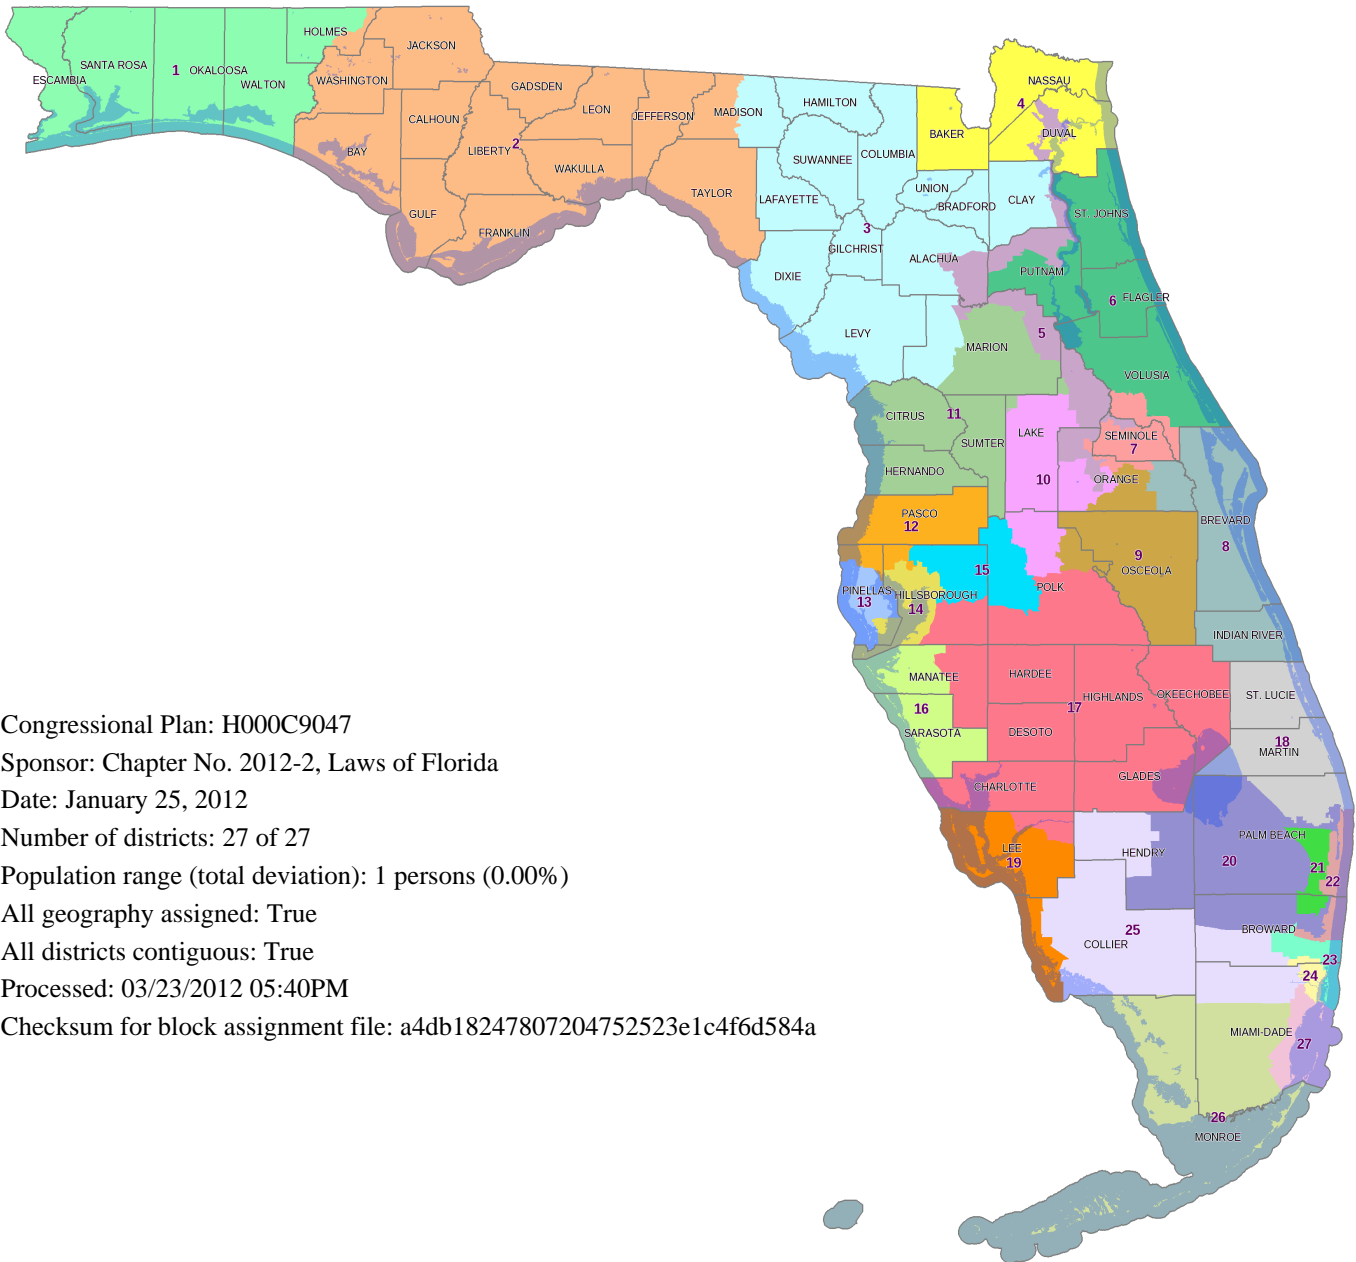 HOLMES
JACKSON
SANTA ROSA
1
OKALOOSA
ESCAMBIA
WALTON
WASHINGTON
GADSDEN
NASSAU
LEON
JEFFERSON
MADISON
HAMILTON
4
CALHOUN
BAKER
DUVAL
BAY
LIBERTY
2
SUWANNEE
COLUMBIA
WAKULLA
TAYLOR
LAFAYETTE
UNION
BRADFORD
CLAY
GULF
FRANKLIN
3
ST. JOHNS
GILCHRIST
ALACHUA
DIXIE
PUTNAM
6
FLAGLER
LEVY
5
MARION
VOLUSIA
CITRUS
11
SUMTER
LAKE
SEMINOLE
7
HERNANDO
10
ORANGE
PASCO
12
BREVARD
8
9
OSCEOLA
15
POLK
PINELLAS
13
HILLSBOROUGH
14
INDIAN RIVER
MANATEE
HARDEE
HIGHLANDS
OKEECHOBEE
ST. LUCIE
16
17
SARASOTA
DESOTO
18
MARTIN
CHARLOTTE
GLADES
LEE
19
HENDRY
PALM BEACH
20
21
22
25
COLLIER
BROWARD
23
24
MIAMI-DADE
27
26
MONROE
Congressional Plan: H000C9047
Sponsor: Chapter No. 2012-2, Laws of Florida
Date: January 25, 2012
Number of districts: 27 of 27
Population range (total deviation): 1 persons (0.00%)
All geography assigned: True
All districts contiguous: True
Processed: 03/23/2012 05:40PM
Checksum for block assignment file: a4db18247807204752523e1c4f6d584a